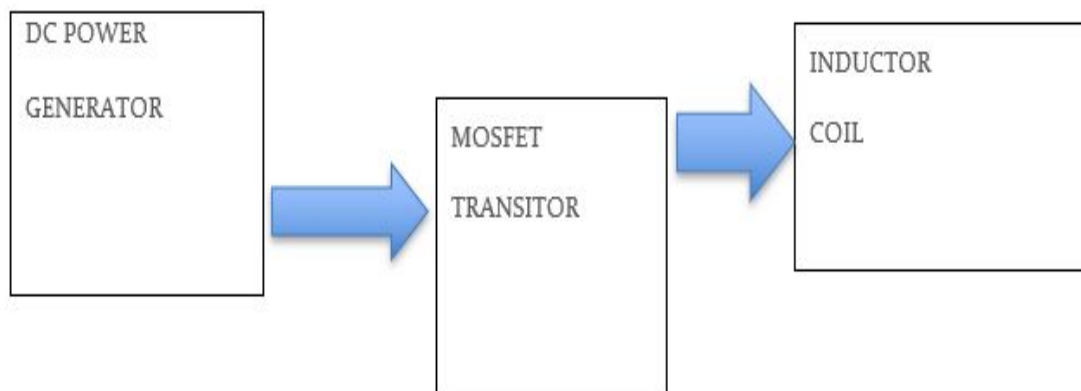 DC POWER
GENERATOR
MOSFET
TRANSITOR
INDUCTOR
COIL